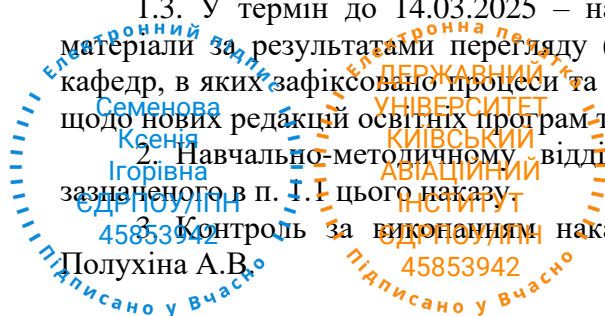 1.3. У термін до 14.03.2025 – на
матеріали за результатами перегляду (
кафедр, в яких зафіксовано процеси та
щодо нових редакцій освітніх програм т
2. Навчально-методичному відді
зазначеного в п. 1.1 цього наказу.
3. Контроль за виконанням нака
Полухіна А.В.
Електронний підпис
Семенова
Ксенія
Ігорівна
ЄДРПОУ/ІПН
45853942
Підписано у Вчасно
Електронна печатка
ДЕРЖАВНИЙ
УНІВЕРСИТЕТ
КИЇВСЬКИЙ
АВІАЦІЙНИЙ
ІНСТИТУТ
ЄДРПОУ/ІПН
45853942
Підписано у Вчасно